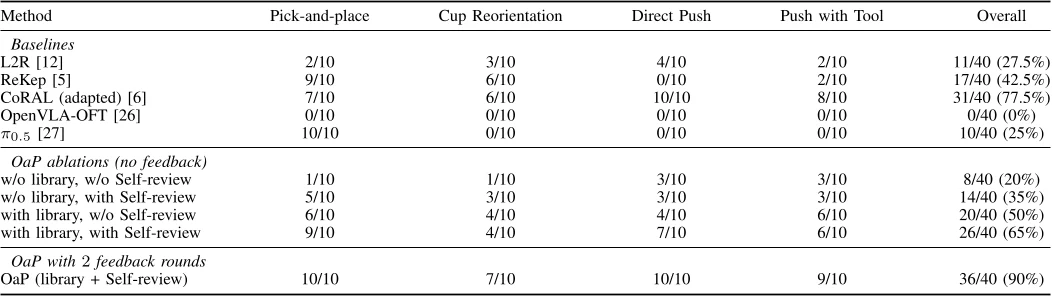 Method Pick-and-place Cup Reorientation Direct Push Push with Tool Overall
Baselines
L2R [12] 2/10 3/10 4/10 2/10 11/40 (27.5%)
ReKep [5] 9/10 6/10 0/10 2/10 17/40 (42.5%)
CoRAL (adapted) [6] 7/10 6/10 10/10 8/10 31/40 (77.5%)
OpenVLA-OFT [26] 0/10 0/10 0/10 0/10 0/40 (0%)
π0.5 [27] 10/10 0/10 0/10 0/10 10/40 (25%)
OaP ablations (no feedback)
w/o library, w/o Self-review 1/10 1/10 3/10 3/10 8/40 (20%)
w/o library, with Self-review 5/10 3/10 3/10 3/10 14/40 (35%)
with library, w/o Self-review 6/10 4/10 4/10 6/10 20/40 (50%)
with library, with Self-review 9/10 4/10 7/10 6/10 26/40 (65%)
OaP with 2 feedback rounds
OaP (library + Self-review) 10/10 7/10 10/10 9/10 36/40 (90%)